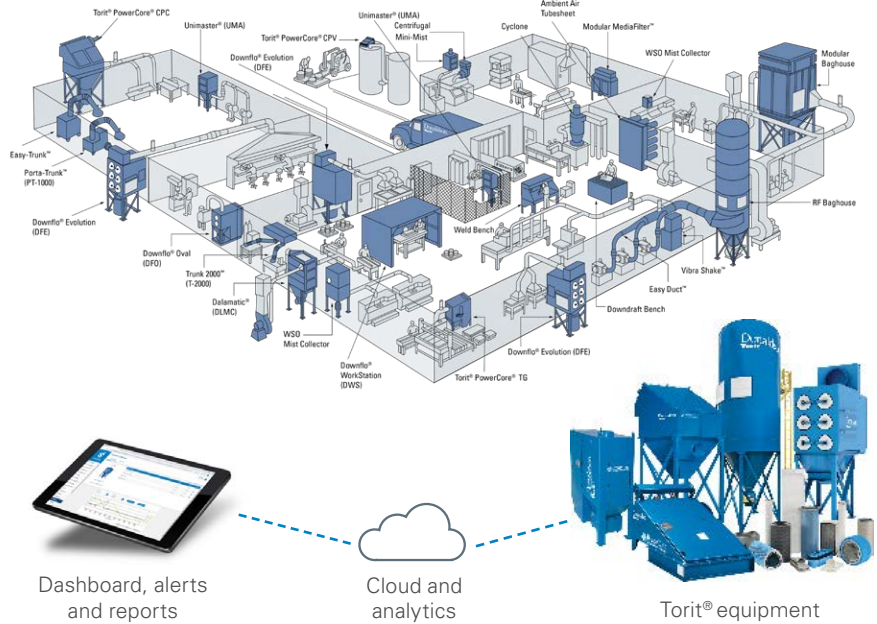 Torit® PowerCore® CPC
Unimaster® (UMA)
Downflo® Evolution
(DFE)
Torit® PowerCore® CPV
Unimaster® (UMA)
Centrifugal
Mini-Mist
Cyclone
Ambient Air
Tubesheet
Modular MediaFilter™
WSO Mist Collector
Modular
Baghouse
Easy-Trunk™
Porta-Trunk™
(PT-1000)
Downflo® Evolution
(DFE)
Downflo® Oval
(DFO)
Trunk 2000™
(T-2000)
Dalamatic®
(DLMC)
WSO
Mist Collector
Downflo®
WorkStation
(DWS)
Torit® PowerCore® TG
Downflo® Evolution (DFE)
Weld Bench
Downdraft Bench
Easy Duct™
Vibra Shake™
RF Baghouse
Torit
Dashboard, alerts
and reports
Cloud and
analytics
Torit® equipment